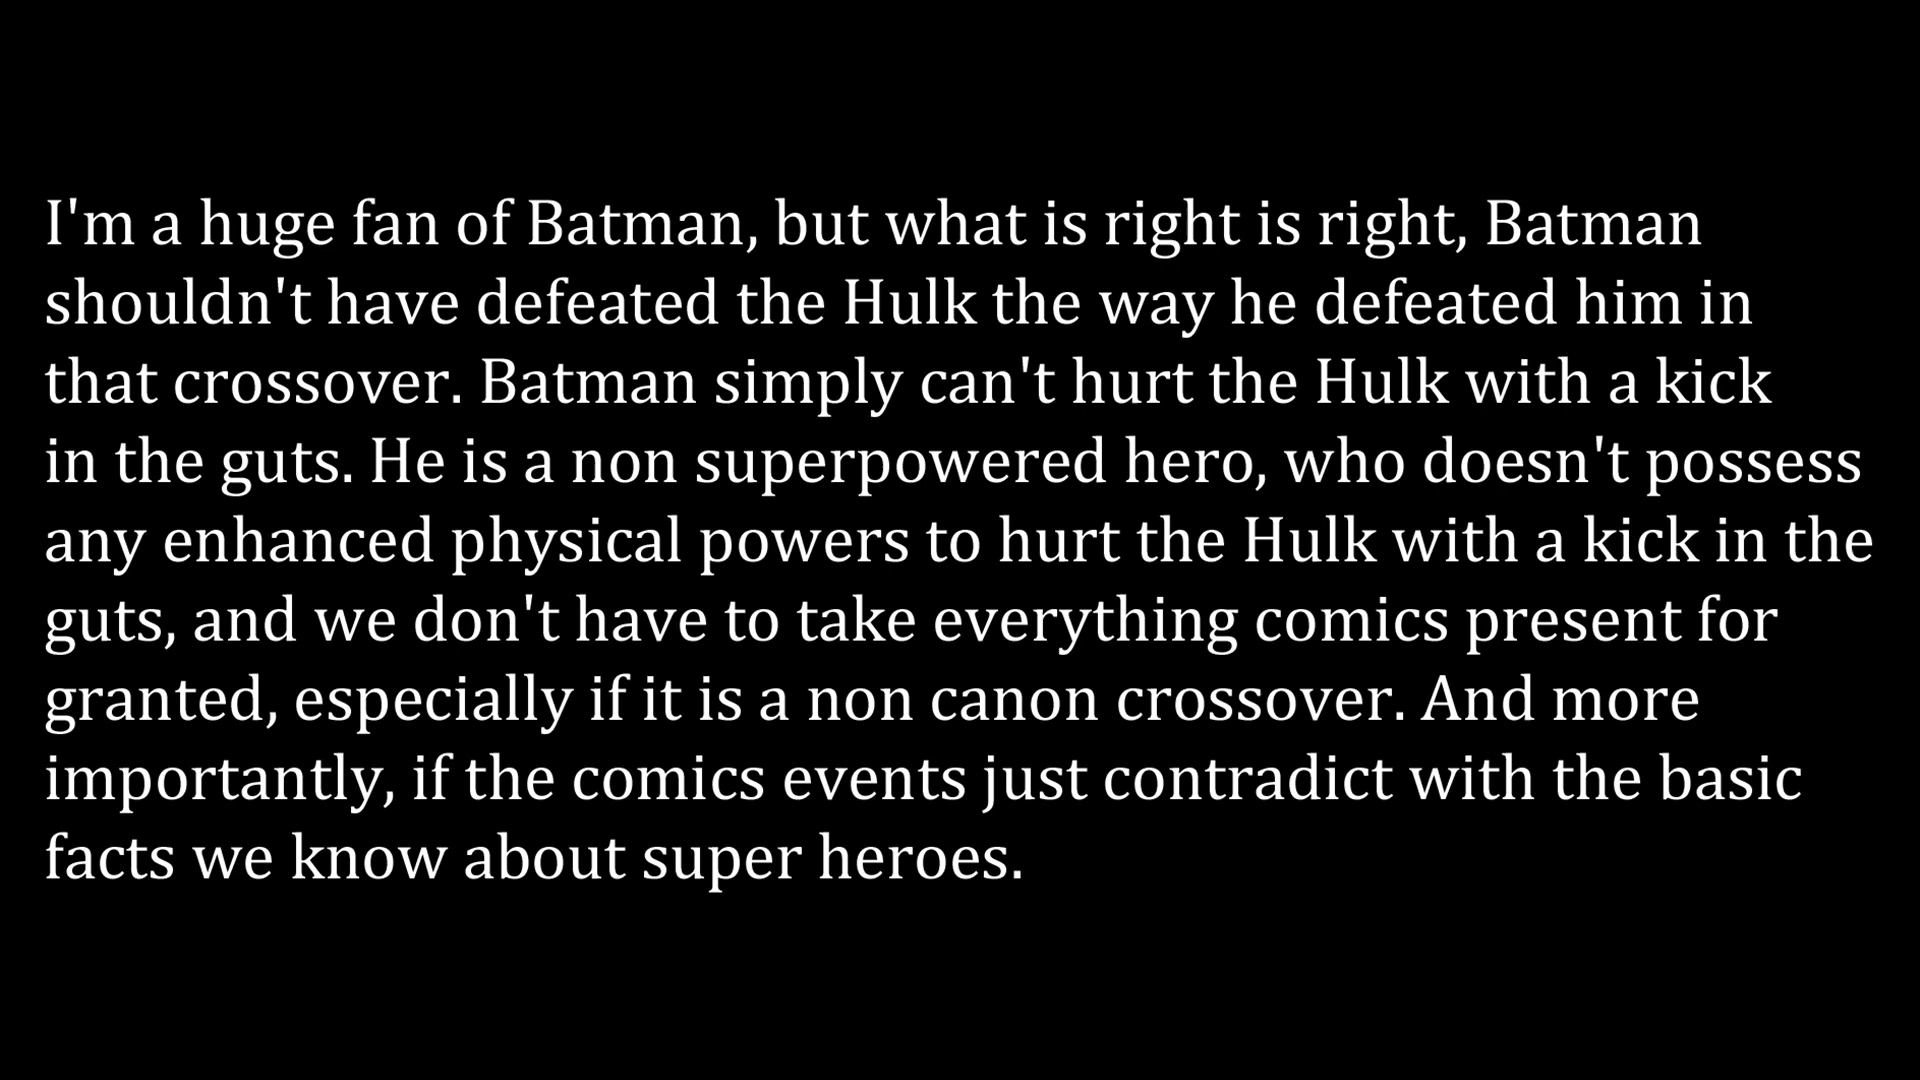 I'm a huge fan of Batman, but what is right is right, Batman
shouldn't have defeated the Hulk the way he defeated him in
that crossover. Batman simply can't hurt the Hulk with a kick
in the guts. He is a non superpowered hero, who doesn't possess
any enhanced physical powers to hurt the Hulk with a kick in the
guts, and we don't have to take everything comics present for
granted, especially if it is a non canon crossover. And more
importantly, if the comics events just contradict with the basic
facts we know about super heroes.